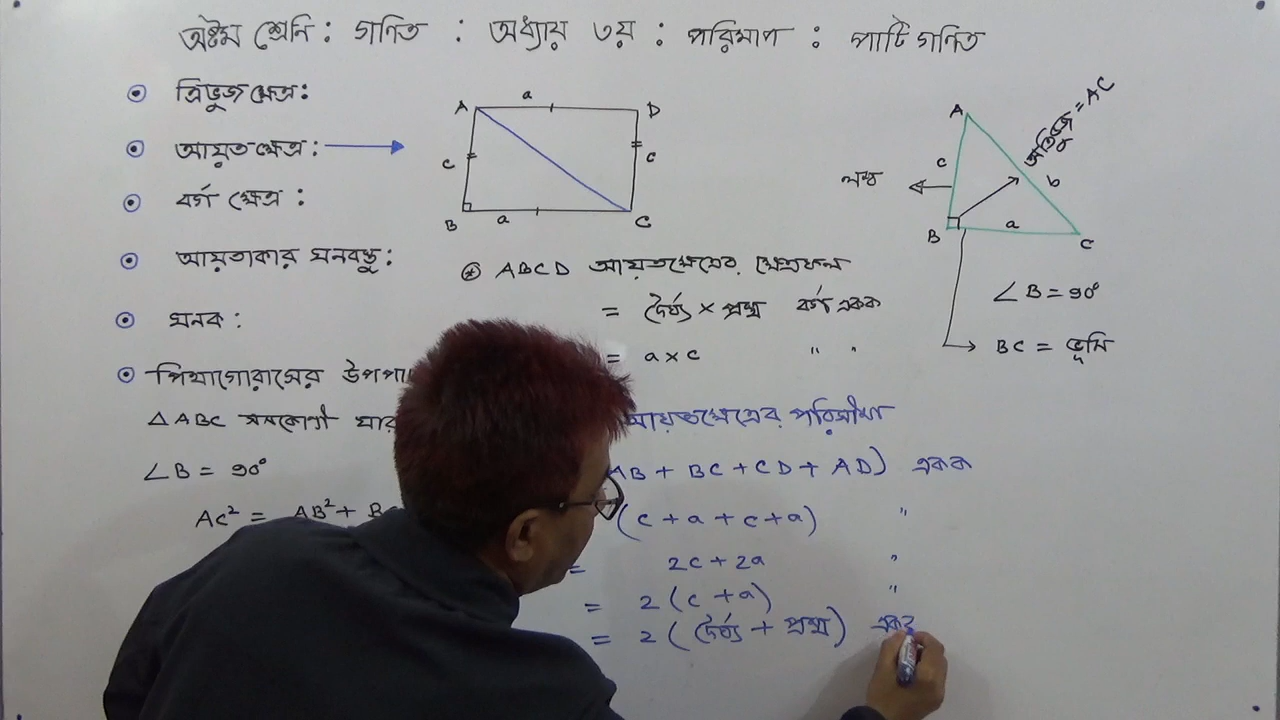 অষ্টম শ্রেনি : গানিত : অধ্যায় ৩য় : পরিমাপ : পাটি গনিত
ত্রিভুজ ক্ষেত্র:
আয়তক্ষেত্র:
বর্গ ক্ষেত্র :
আয়তাকার ঘনবস্তু:
ঘনক :
পিথাগোরাসের উপপা
△ABC সমকোণী যার
∠B = 90°
AC² = AB² + B
A a D
c c
B a C
⊛ ABCD আয়তক্ষেত্রের ক্ষেত্রফল
= দৈর্ঘ্য × প্রস্থ বর্গ একক
= a × c " "
আয়তক্ষেত্রের পরিসীমা
AB + BC + CD + AD) একক
(c + a + c + a) "
= 2c + 2a "
= 2 (c + a) "
= 2 (দৈর্ঘ্য + প্রস্থ) এক
A
অতিভুজ = AC
c
লম্ব
b
B a C
∠B = 90°
BC = ভূমি